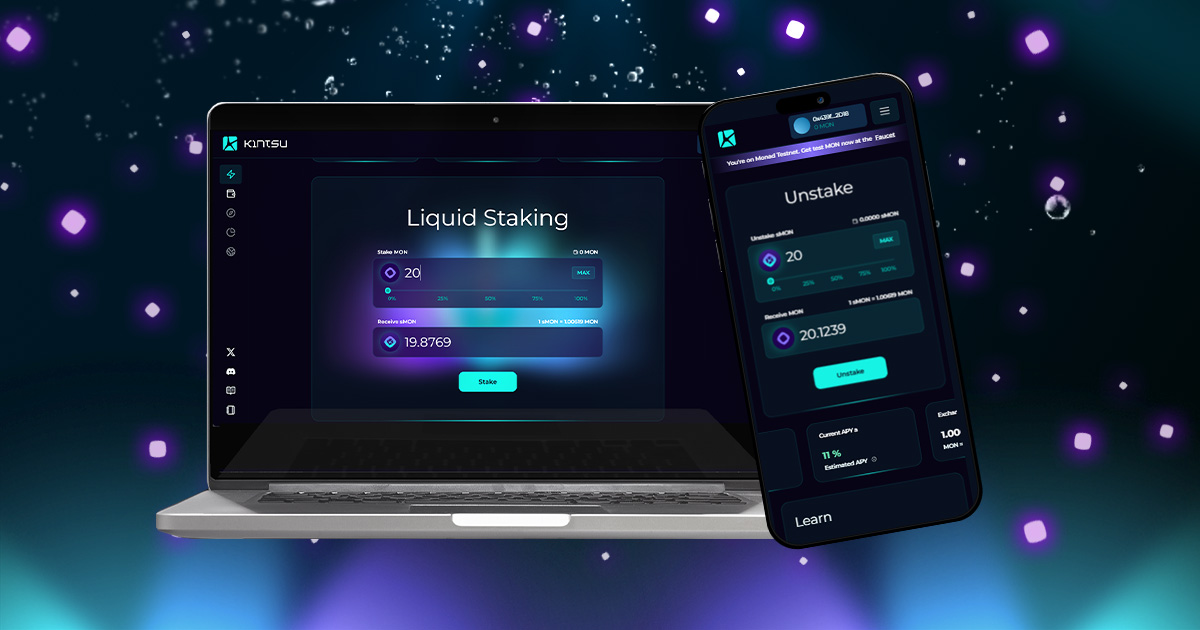 KINTSU
Liquid Staking
Stake MON
0 MON
20
MAX
0% 25% 50% 75% 100%
Receive sMON
1 sMON = 1.00619 MON
19.8769
Stake
0x439f...2D18
0 MON
You're on Monad Testnet. Get test MON now at the Faucet
Unstake
Unstake sMON
0.0000 sMON
20
MAX
0% 25% 50% 75% 100%
Receive MON
1 sMON = 1.00619 MON
20.1239
Unstake
Current APY a
11 %
Estimated APY
Exchar
1.00
MON =
Learn